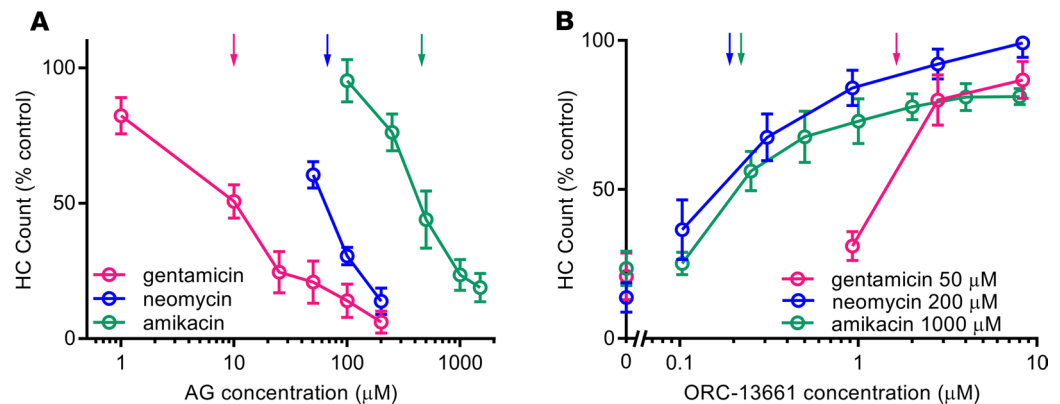 A
HC Count (% control)
100
50
0
gentamicin
neomycin
amikacin
1
10
100
1000
AG concentration (μM)
B
HC Count (% control)
100
50
0
gentamicin 50 μM
neomycin 200 μM
amikacin 1000 μM
0
0.1
1
10
ORC-13661 concentration (μM)